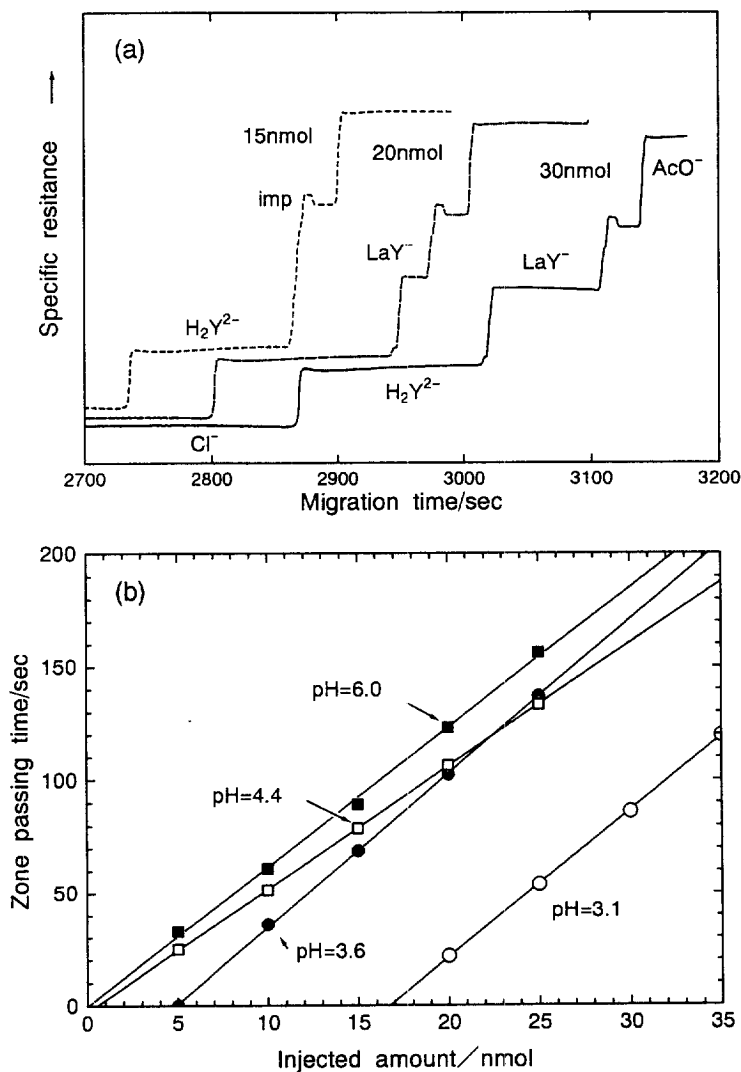 (a)
Specific resitance →
15nmol
20nmol
30nmol
AcO⁻
imp
LaY⁻
LaY⁻
H₂Y²⁻
H₂Y²⁻
Cl⁻
2700 2800 2900 3000 3100 3200
Migration time/sec
(b)
Zone passing time/sec
200
150
100
50
0
pH=6.0
pH=4.4
pH=3.6
pH=3.1
0 5 10 15 20 25 30 35
Injected amount/nmol